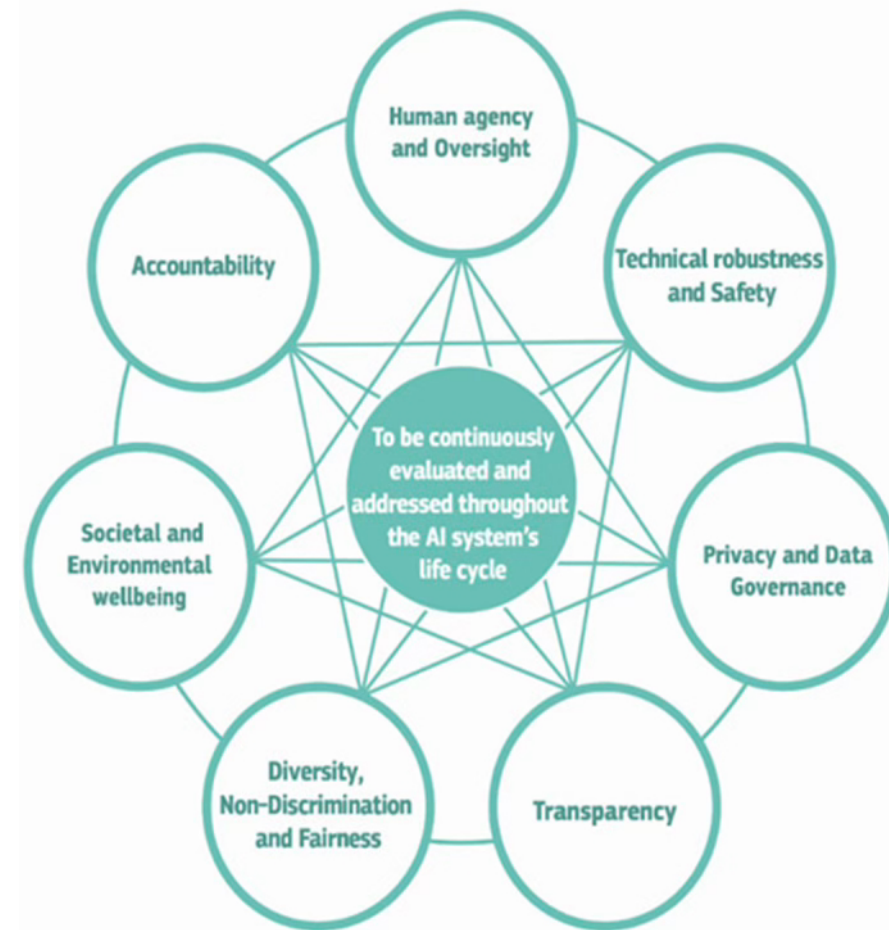 Human agency
and Oversight
Technical robustness
and Safety
Privacy and Data
Governance
Transparency
Diversity,
Non-Discrimination
and Fairness
Societal and
Environmental
wellbeing
Accountability
To be continuously
evaluated and
addressed throughout
the AI system's
life cycle